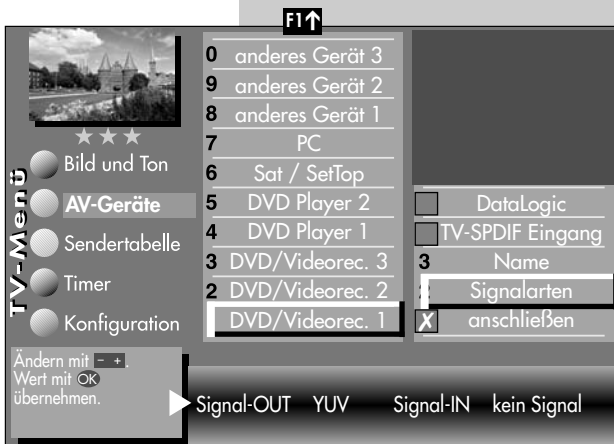 F1↑
TV-Menü
Bild und Ton
AV-Geräte
Sendertabelle
Timer
Konfiguration
0 anderes Gerät 3
9 anderes Gerät 2
8 anderes Gerät 1
7 PC
6 Sat / SetTop
5 DVD Player 2
4 DVD Player 1
3 DVD/Videorec. 3
2 DVD/Videorec. 2
DVD/Videorec. 1
DataLogic
TV-SPDIF Eingang
3 Name
2 Signalarten
X anschließen
Ändern mit - +.
Wert mit OK
übernehmen.
Signal-OUT YUV Signal-IN kein Signal